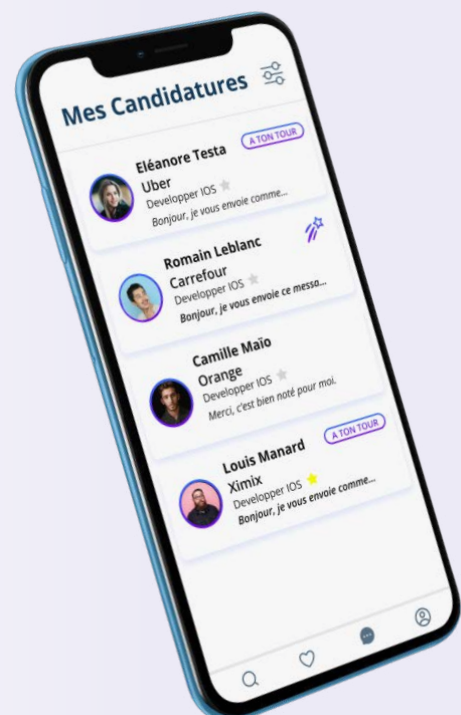 Mes Candidatures
Eléanore Testa
A TON TOUR
Uber
Developper IOS
Bonjour, je vous envoie comme...
Romain Leblanc
Carrefour
Developper IOS
Bonjour, je vous envoie ce messa...
Camille Maïo
Orange
Developper IOS
Merci, c'est bien noté pour moi.
Louis Manard
A TON TOUR
Ximix
Developper IOS
Bonjour, je vous envoie comme...